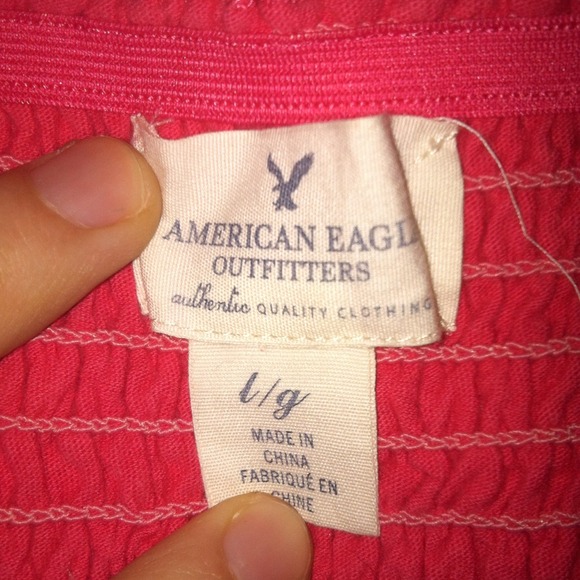 AMERICAN EAGL
OUTFITTERS
authentic QUALITY CLOTHING
l/g
MADE IN
CHINA
FABRIQUÉ EN
CHINE